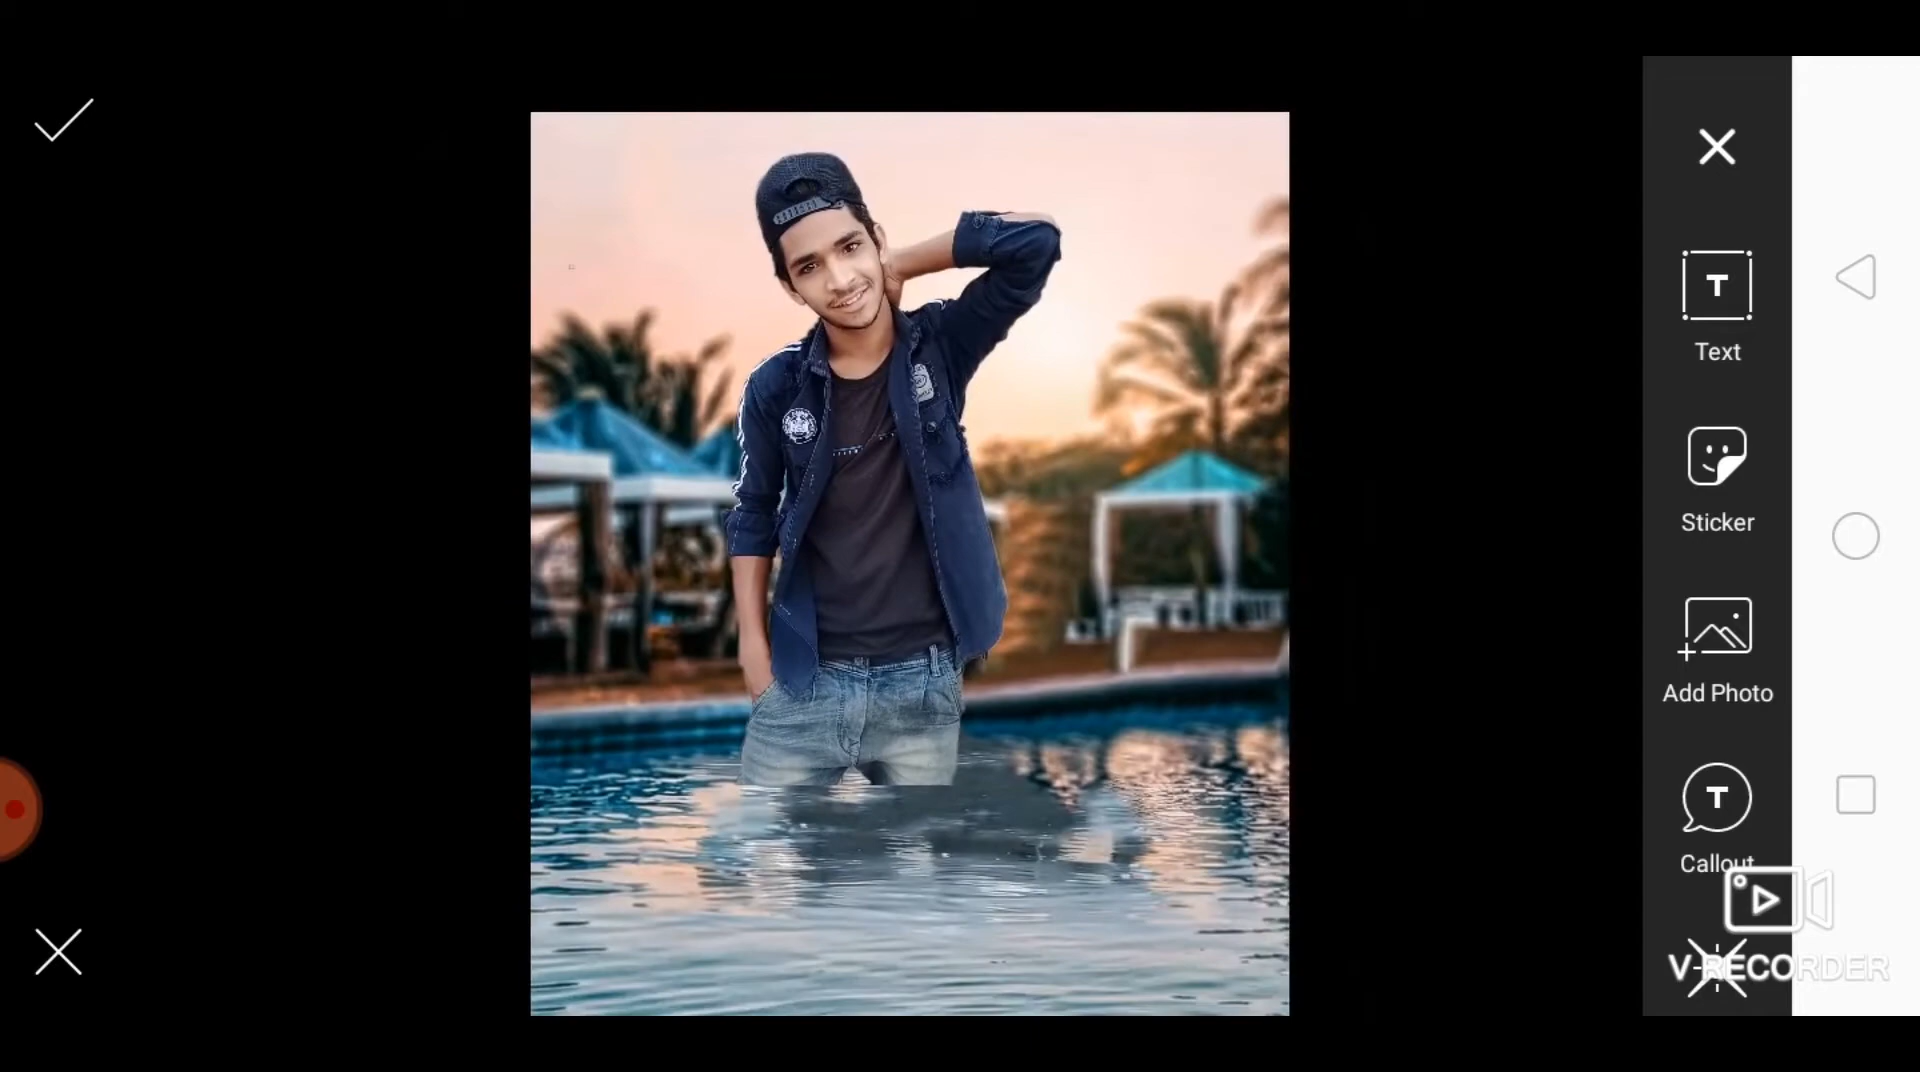 T
Text
Sticker
Add Photo
T
Callout
V-RECORDER